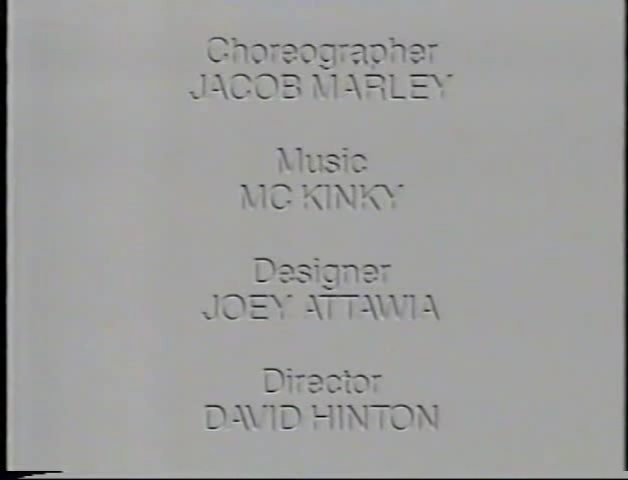 Choreographer
JACOB MARLEY
Music
MC KINKY
Designer
JOEY ATTAWIA
Director
DAVID HINTON